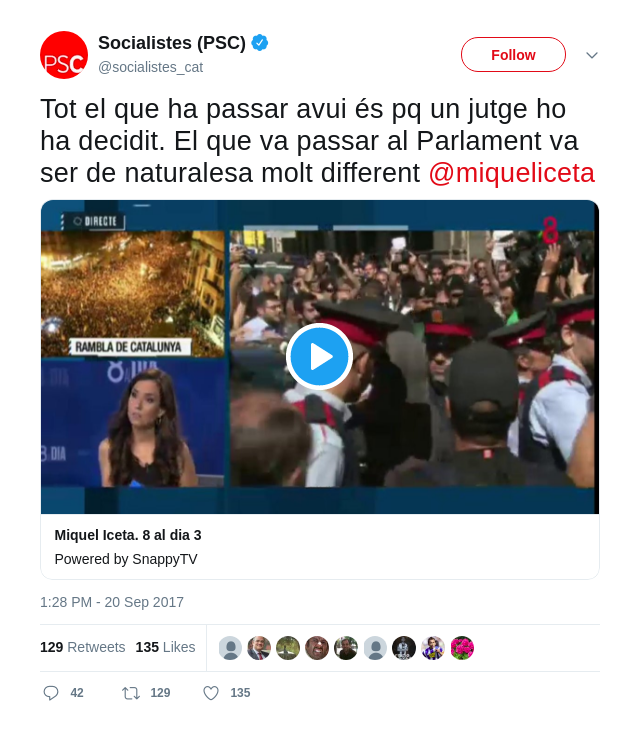 PSC
Socialistes (PSC)
@socialistes_cat
Follow
Tot el que ha passar avui és pq un jutge ho
ha decidit. El que va passar al Parlament va
ser de naturalesa molt different @miqueliceta
DIRECTE
8
RAMBLA DE CATALUNYA
8 DIA
Miquel Iceta. 8 al dia 3
Powered by SnappyTV
1:28 PM - 20 Sep 2017
129 Retweets 135 Likes
42 129 135